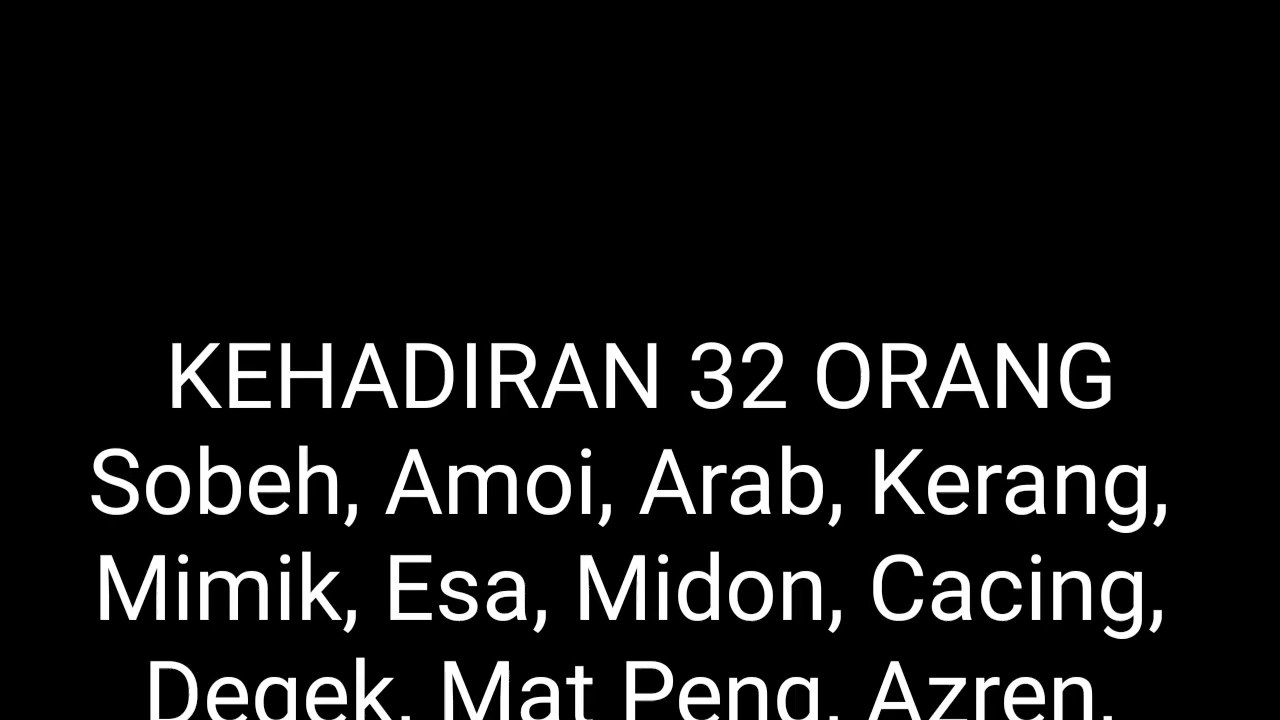 KEHADIRAN 32 ORANG
Sobeh, Amoi, Arab, Kerang,
Mimik, Esa, Midon, Cacing,
Degek, Mat Peng, Azren,